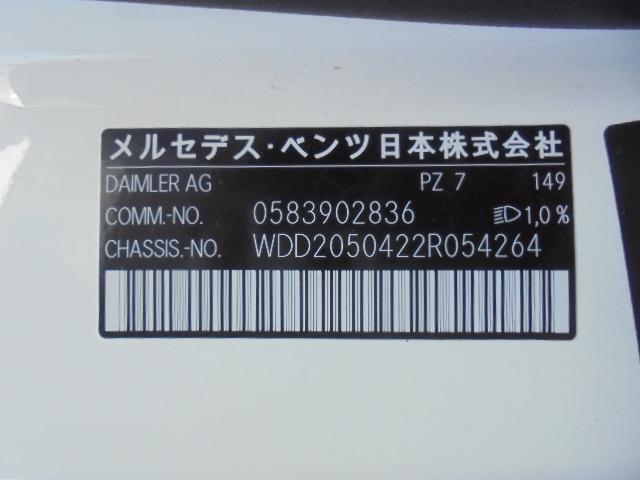 メルセデス・ベンツ日本株式会社
DAIMLER AG PZ 7 149
COMM.-NO. 0583902836 1,0%
CHASSIS.-NO. WDD2050422R054264